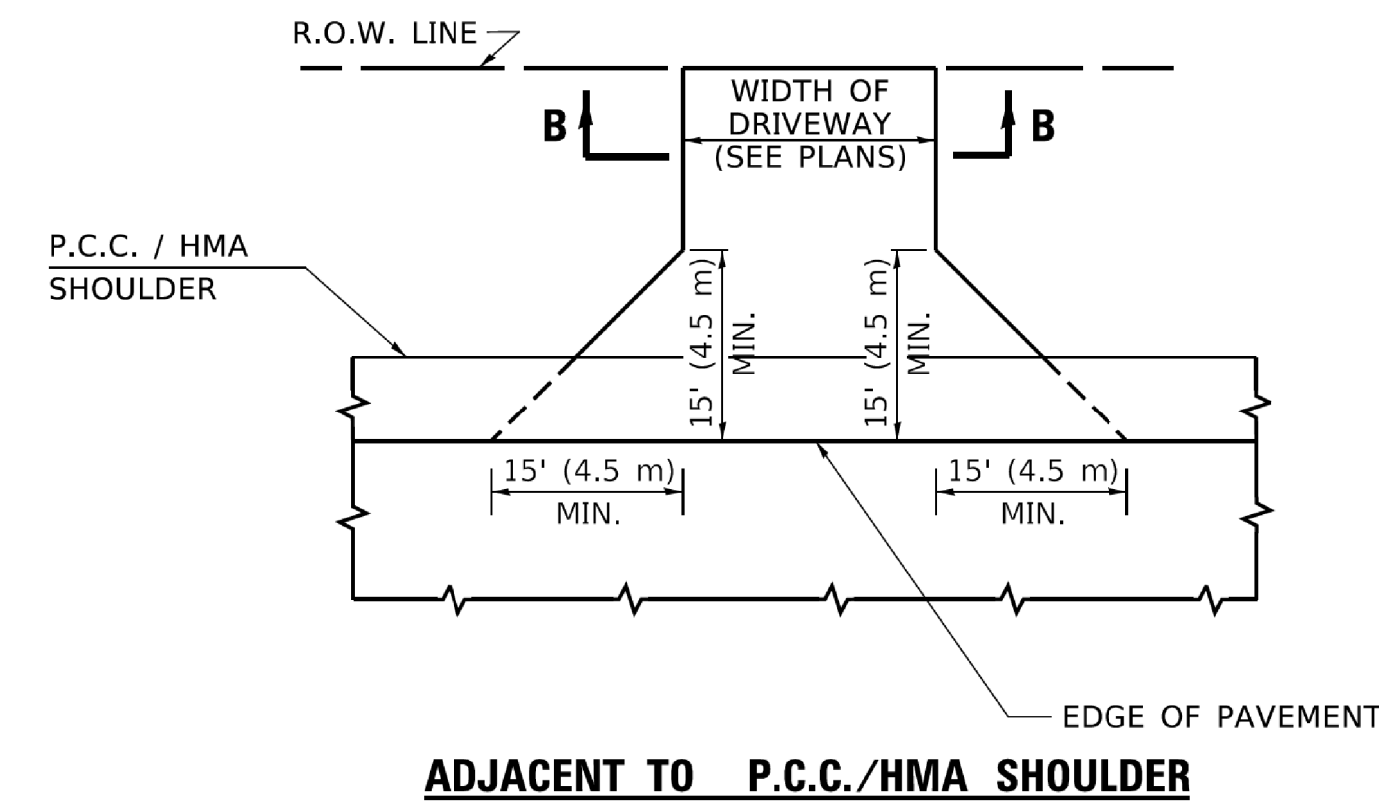 R.O.W. LINE
WIDTH OF
DRIVEWAY
(SEE PLANS)
B
B
P.C.C. / HMA
SHOULDER
15' (4.5 m)
MIN.
15' (4.5 m)
MIN.
15' (4.5 m)
MIN.
15' (4.5 m)
MIN.
EDGE OF PAVEMENT
ADJACENT TO P.C.C./HMA SHOULDER